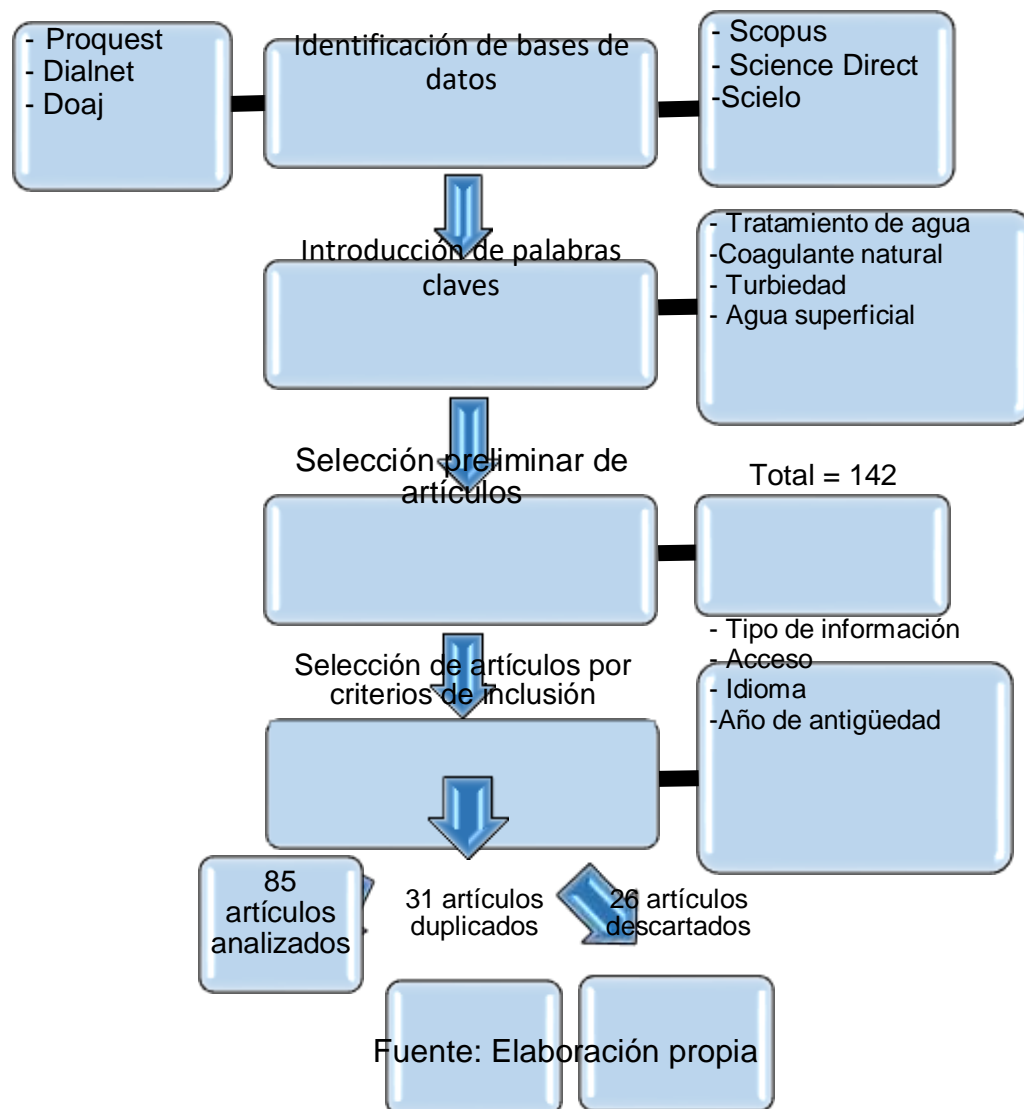 - Proquest
- Dialnet
- Doaj
Identificación de bases de
datos
- Scopus
- Science Direct
-Scielo
Introducción de palabras
claves
- Tratamiento de agua
-Coagulante natural
- Turbiedad
- Agua superficial
Selección preliminar de
artículos
Total = 142
Selección de artículos por
criterios de inclusión
- Tipo de información
- Acceso
- Idioma
-Año de antigüedad
85
artículos
analizados
31 artículos
duplicados
26 artículos
descartados
Fuente: Elaboración propia